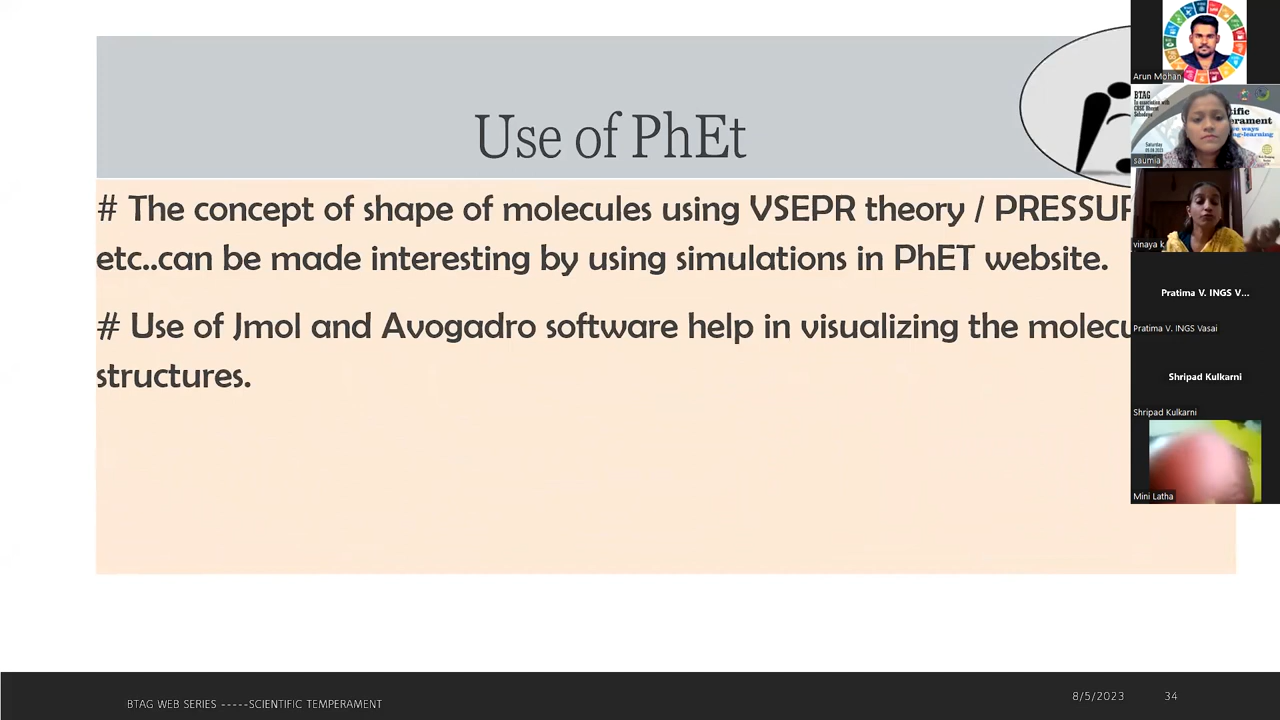 Use of PhEt
# The concept of shape of molecules using VSEPR theory /
etc..can be made interesting by using simulations in PhET website.
# Use of Jmol and Avogadro software help in visualizing the
structures.
BTAG WEB SERIES -----SCIENTIFIC TEMPERAMENT
8/5/2023
34
Arun Mohan
BTAG
saumia
vinaya k
Pratima V. INGS V...
Pratima V. INGS Vasai
Shripad Kulkarni
Shripad Kulkarni
Mini Latha